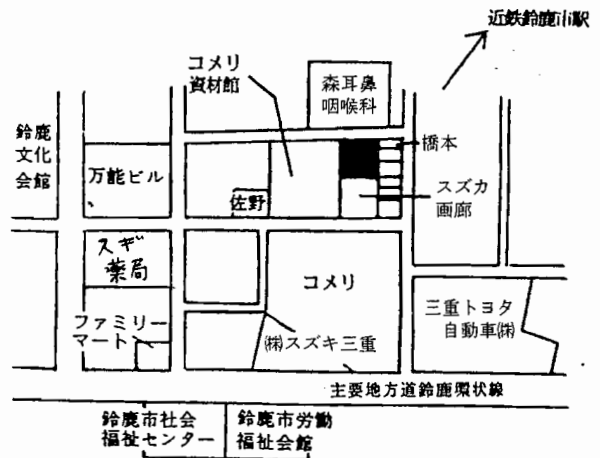 近鉄鈴鹿市駅
コメリ
資材館
森耳鼻
咽喉科
鈴鹿
文化
会館
橋本
万能ビル
佐野
スズカ
画廊
スギ
薬局
コメリ
三重トヨタ
自動車㈱
ファミリー
マート
㈱スズキ三重
主要地方道鈴鹿環状線
鈴鹿市社会
福祉センター
鈴鹿市労働
福祉会館